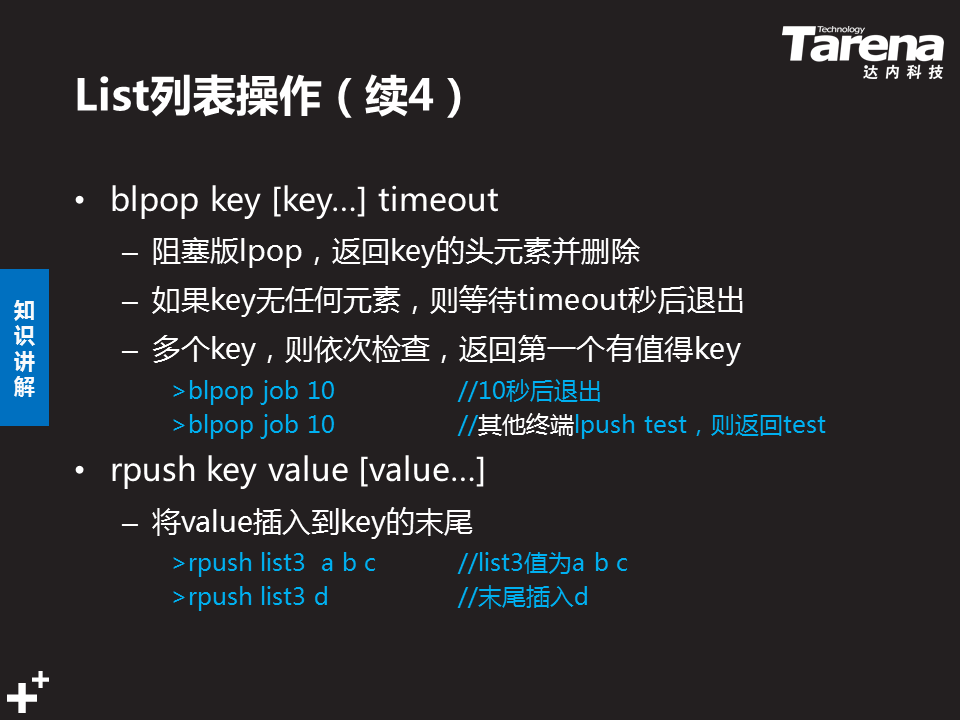 Technology
Tarena
达内科技
List列表操作（续4）
• blpop key [key…] timeout
– 阻塞版lpop，返回key的头元素并删除
– 如果key无任何元素，则等待timeout秒后退出
– 多个key，则依次检查，返回第一个有值得key
>blpop job 10 //10秒后退出
>blpop job 10 //其他终端lpush test，则返回test
• rpush key value [value…]
– 将value插入到key的末尾
>rpush list3 a b c //list3值为a b c
>rpush list3 d //末尾插入d
知识讲解